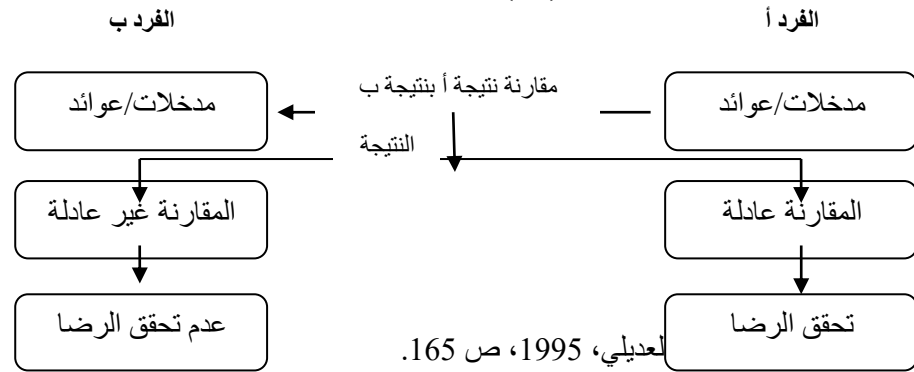 الفرد أ
الفرد ب
مدخلات/عوائد
مقارنة نتيجة أ بنتيجة ب
مدخلات/عوائد
النتيجة
المقارنة عادلة
المقارنة غير عادلة
تحقق الرضا
عدم تحقق الرضا
لعديلي، 1995، ص 165.